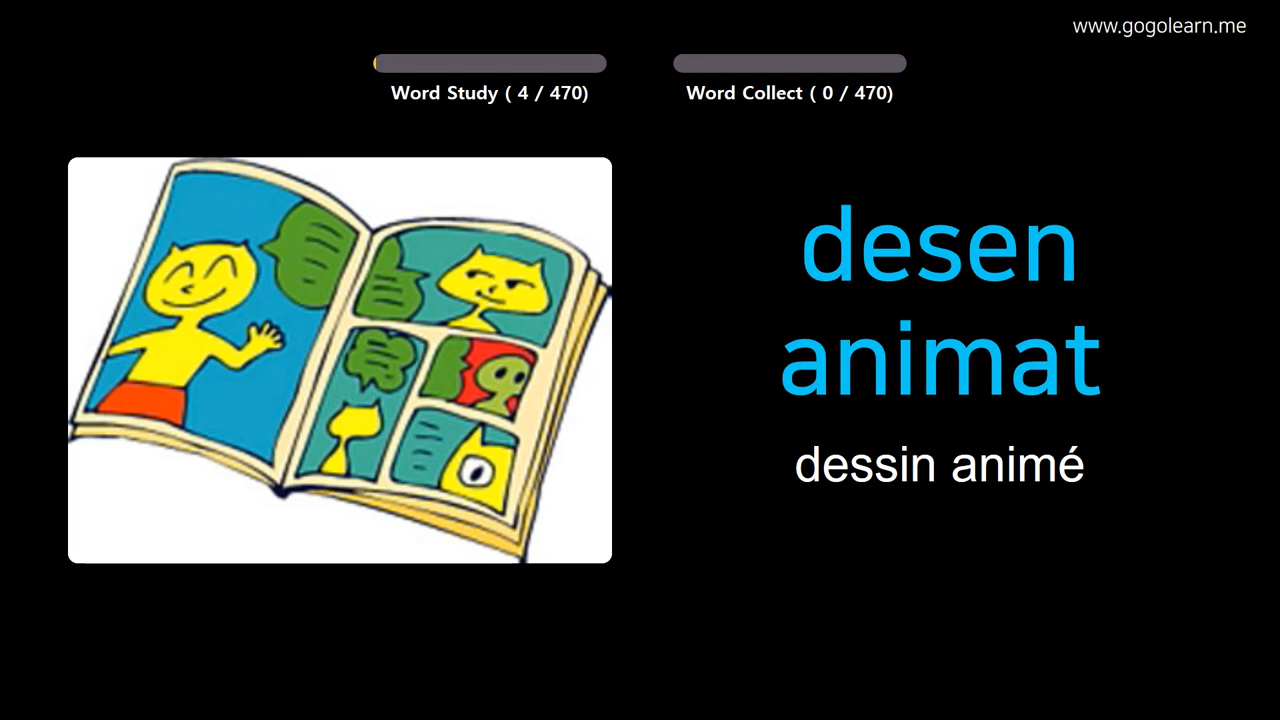 www.gogolearn.me
Word Study ( 4 / 470)
Word Collect ( 0 / 470)
desen
animat
dessin animé